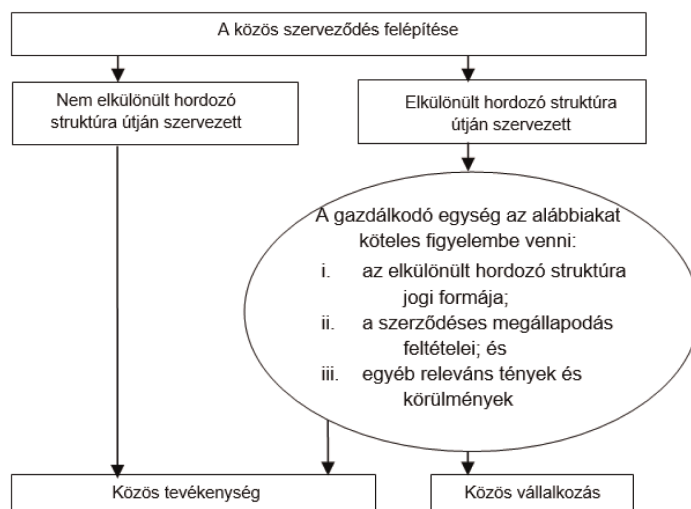 A közös szerveződés felépítése
Nem elkülönült hordozó
struktúra útján szervezett
Elkülönült hordozó struktúra
útján szervezett
A gazdálkodó egység az alábbiakat
köteles figyelembe venni:
i. az elkülönült hordozó struktúra
jogi formája;
ii. a szerződéses megállapodás
feltételei; és
iii. egyéb releváns tények és
körülmények
Közös tevékenység
Közös vállalkozás